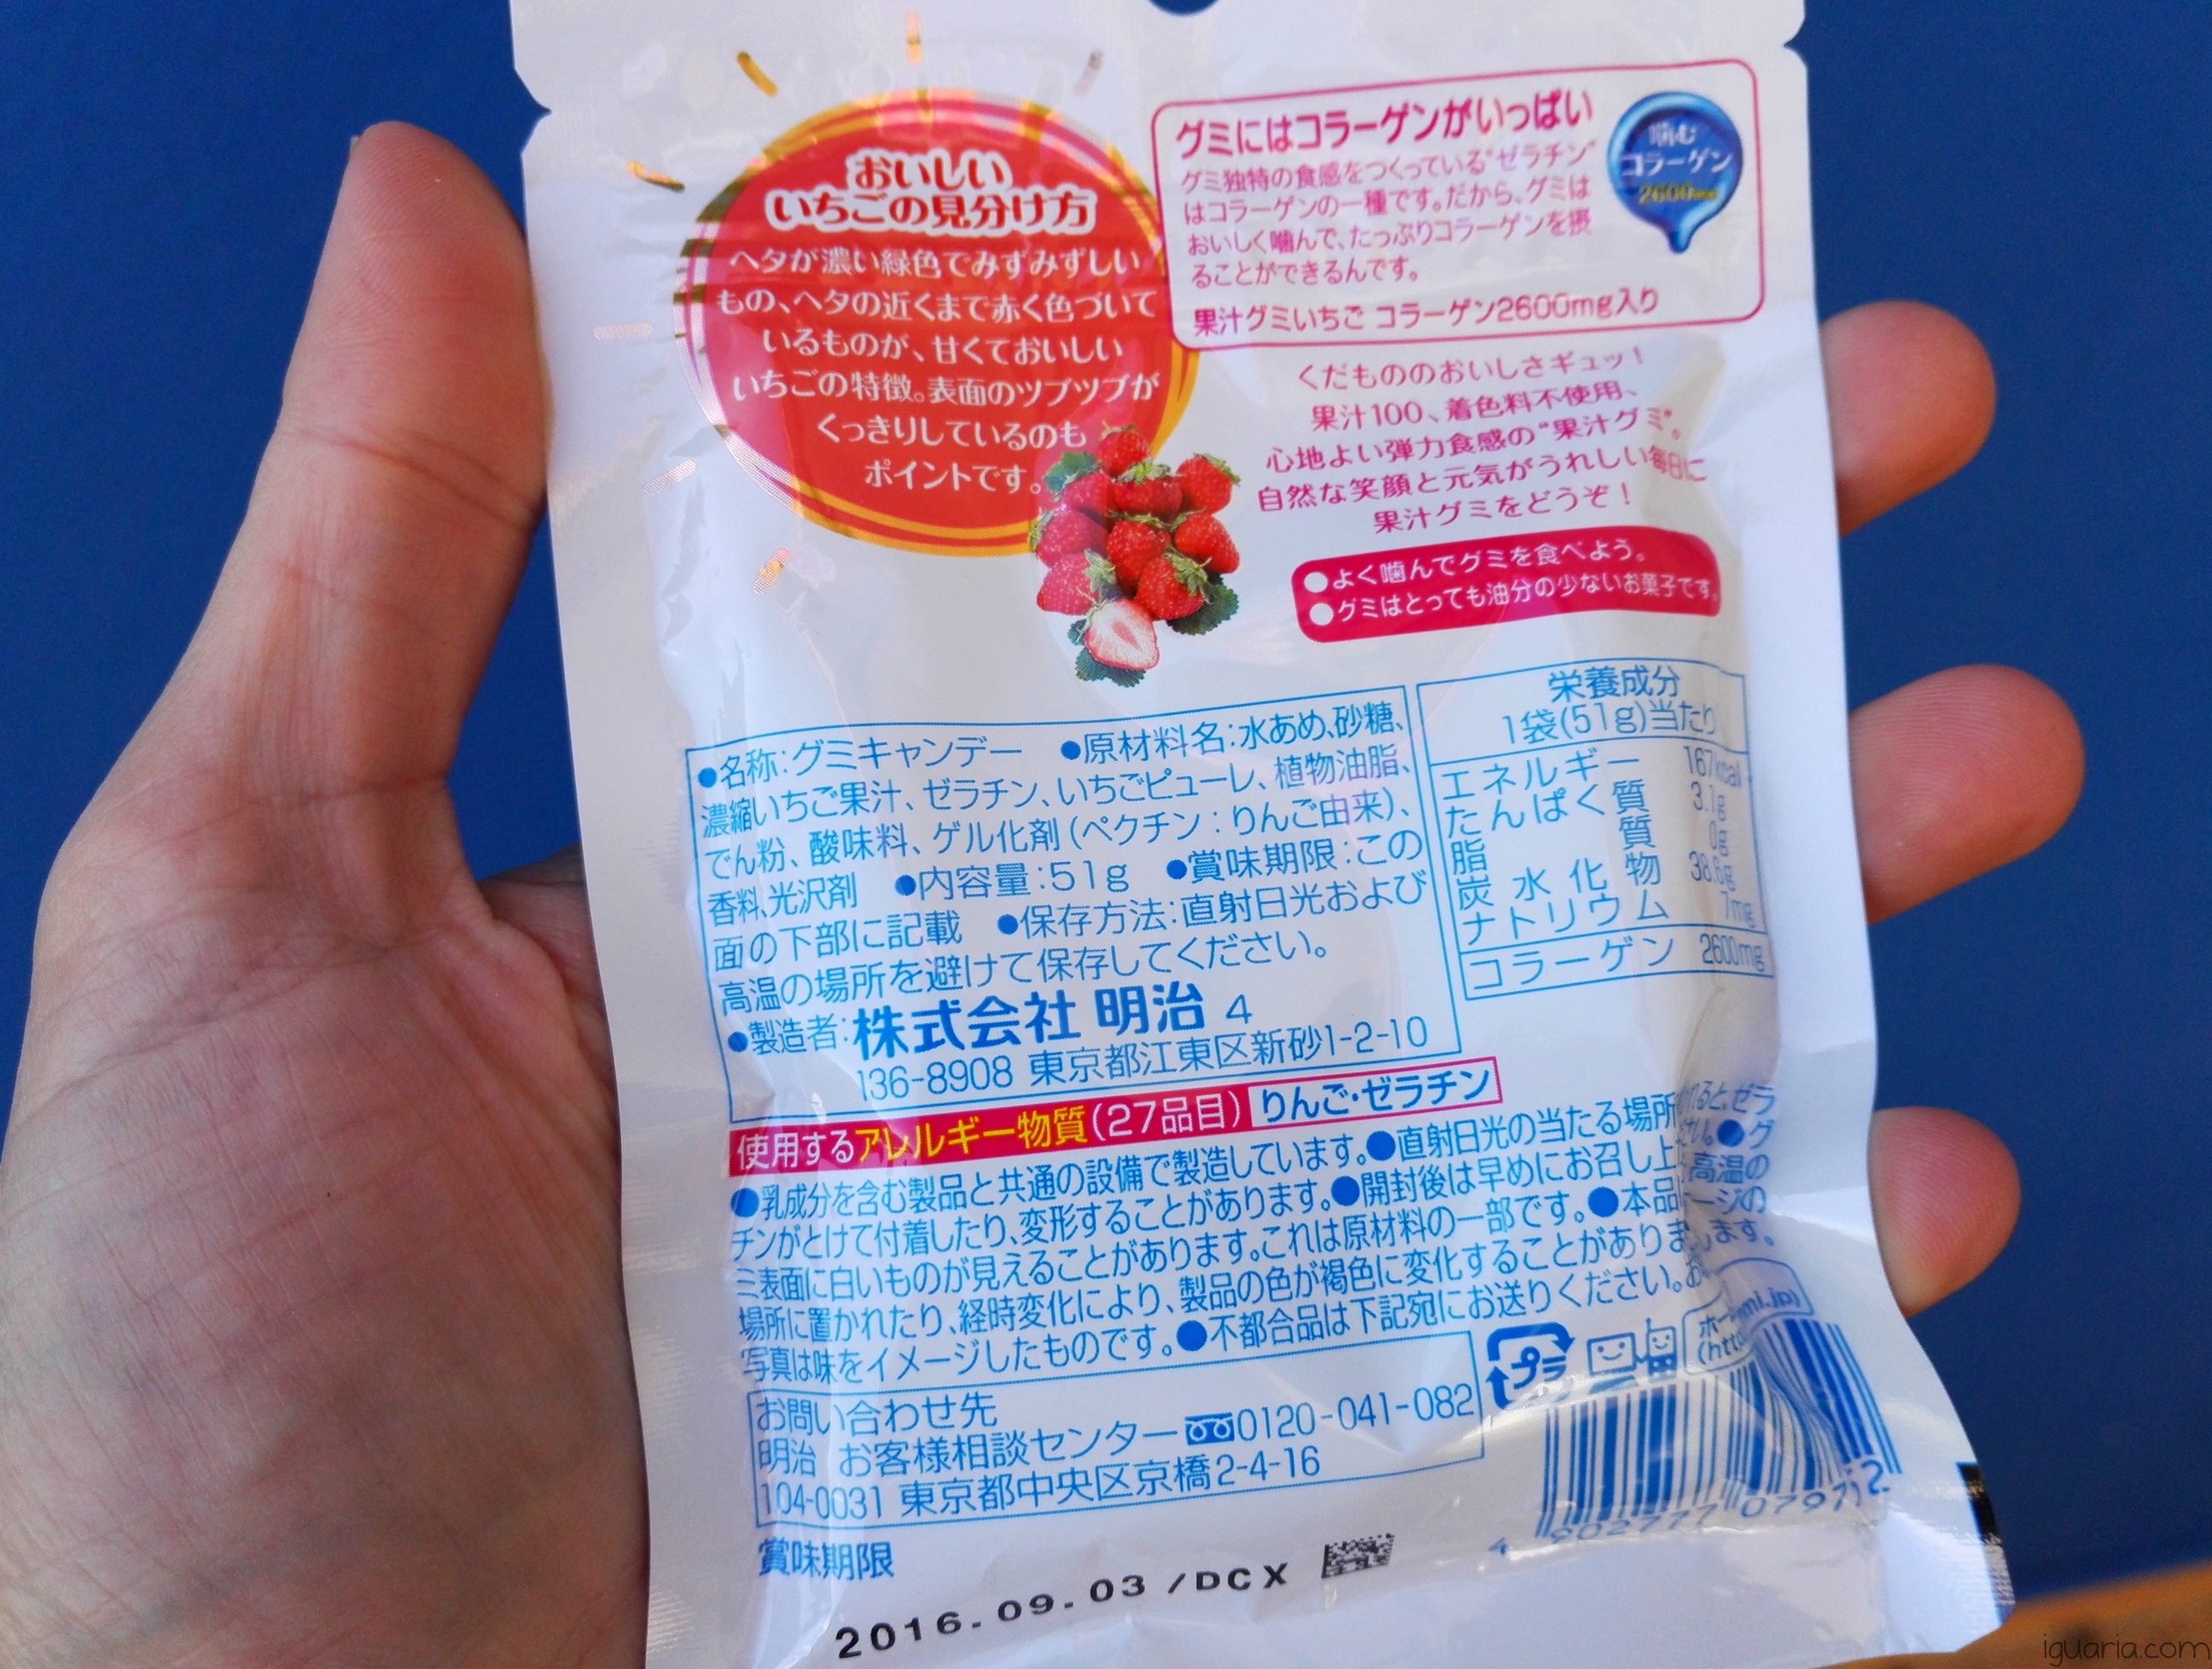 おいしい
いちごの見分け方
ヘタが濃い緑色でみずみずしい
もの、ヘタの近くまで赤く色づいて
いるものが、甘くておいしい
いちごの特徴。表面のツブツブが
くっきりしているのも
ポイントです。
グミにはコラーゲンがいっぱい
グミ独特の食感をつくっている"ゼラチン"
はコラーゲンの一種です。だから、グミは
おいしく噛んで、たっぷりコラーゲンを摂
ることができるんです。
果汁グミいちご コラーゲン2600mg入り
噛む
コラーゲン
2600mg
くだもののおいしさギュッ!
果汁100、着色料不使用、
心地よい弾力食感の"果汁グミ"。
自然な笑顔と元気がうれしい毎日に
果汁グミをどうぞ!
●よく噛んでグミを食べよう。
●グミはとっても油分の少ないお菓子です。
●名称:グミキャンデー ●原材料名:水あめ、砂糖、
濃縮いちご果汁、ゼラチン、いちごピューレ、植物油脂、
でん粉、酸味料、ゲル化剤(ペクチン:りんご由来)、
香料、光沢剤 ●内容量:51g ●賞味期限:この
面の下部に記載 ●保存方法:直射日光および
高温の場所を避けて保存してください。
●製造者:株式会社 明治 4
136-8908 東京都江東区新砂1-2-10
栄養成分
1袋(51g)当たり
エネルギー 167kcal
たんぱく質 3.1g
脂質 0g
炭水化物 38.6g
ナトリウム 7mg
コラーゲン 2600mg
使用するアレルギー物質(27品目) りんご・ゼラチン
●乳成分を含む製品と共通の設備で製造しています。●直射日光の当たる場所 れると、ゼラ
チンがとけて付着したり、変形することがあります。●開封後は早めにお召し上 さい。●グ
ミ表面に白いものが見えることがあります。これは原材料の一部です。●本品 高温の
場所に置かれたり、経時変化により、製品の色が褐色に変化することがありま ージの
写真は味をイメージしたものです。●不都合品は下記宛にお送りください。お します。
お問い合わせ先
明治 お客様相談センター 0120-041-082
104-0031 東京都中央区京橋2-4-16
プラ
ホー
(htt mi.jp)
賞味期限
2016.09.03 /DCX
4 902777 079112
iguaria.com